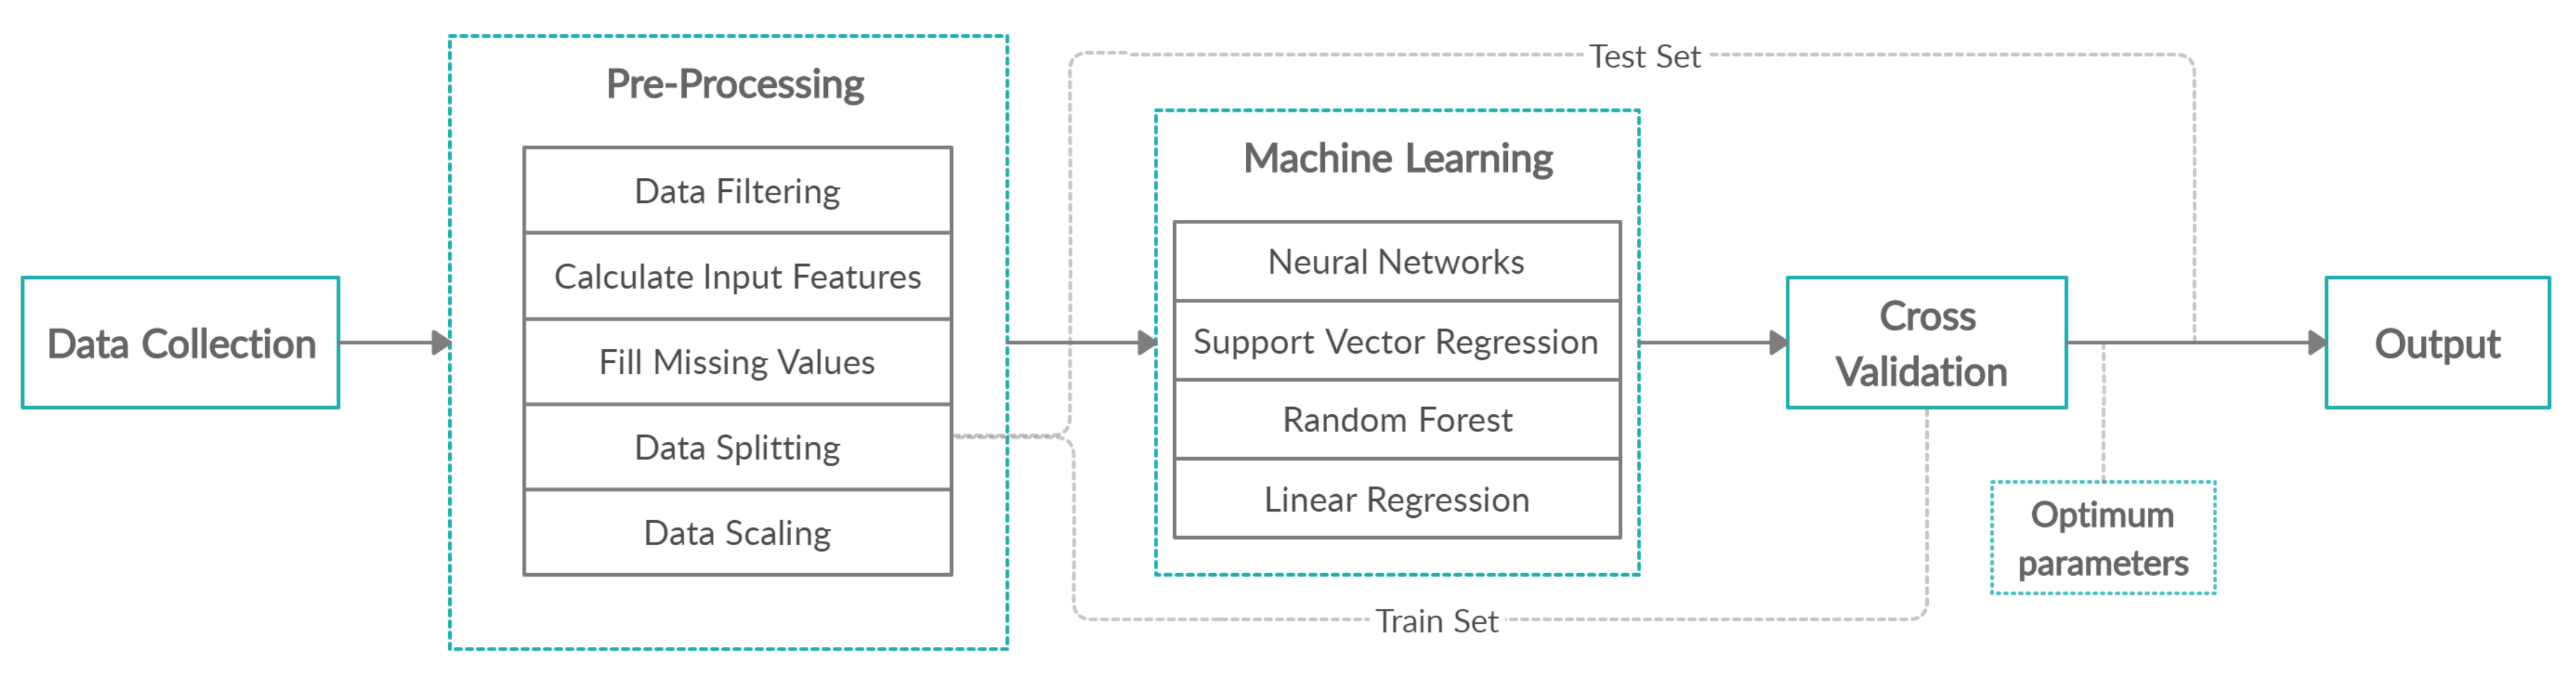 Data Collection
Pre-Processing
Data Filtering
Calculate Input Features
Fill Missing Values
Data Splitting
Data Scaling
Test Set
Machine Learning
Neural Networks
Support Vector Regression
Random Forest
Linear Regression
Train Set
Cross
Validation
Optimum
parameters
Output